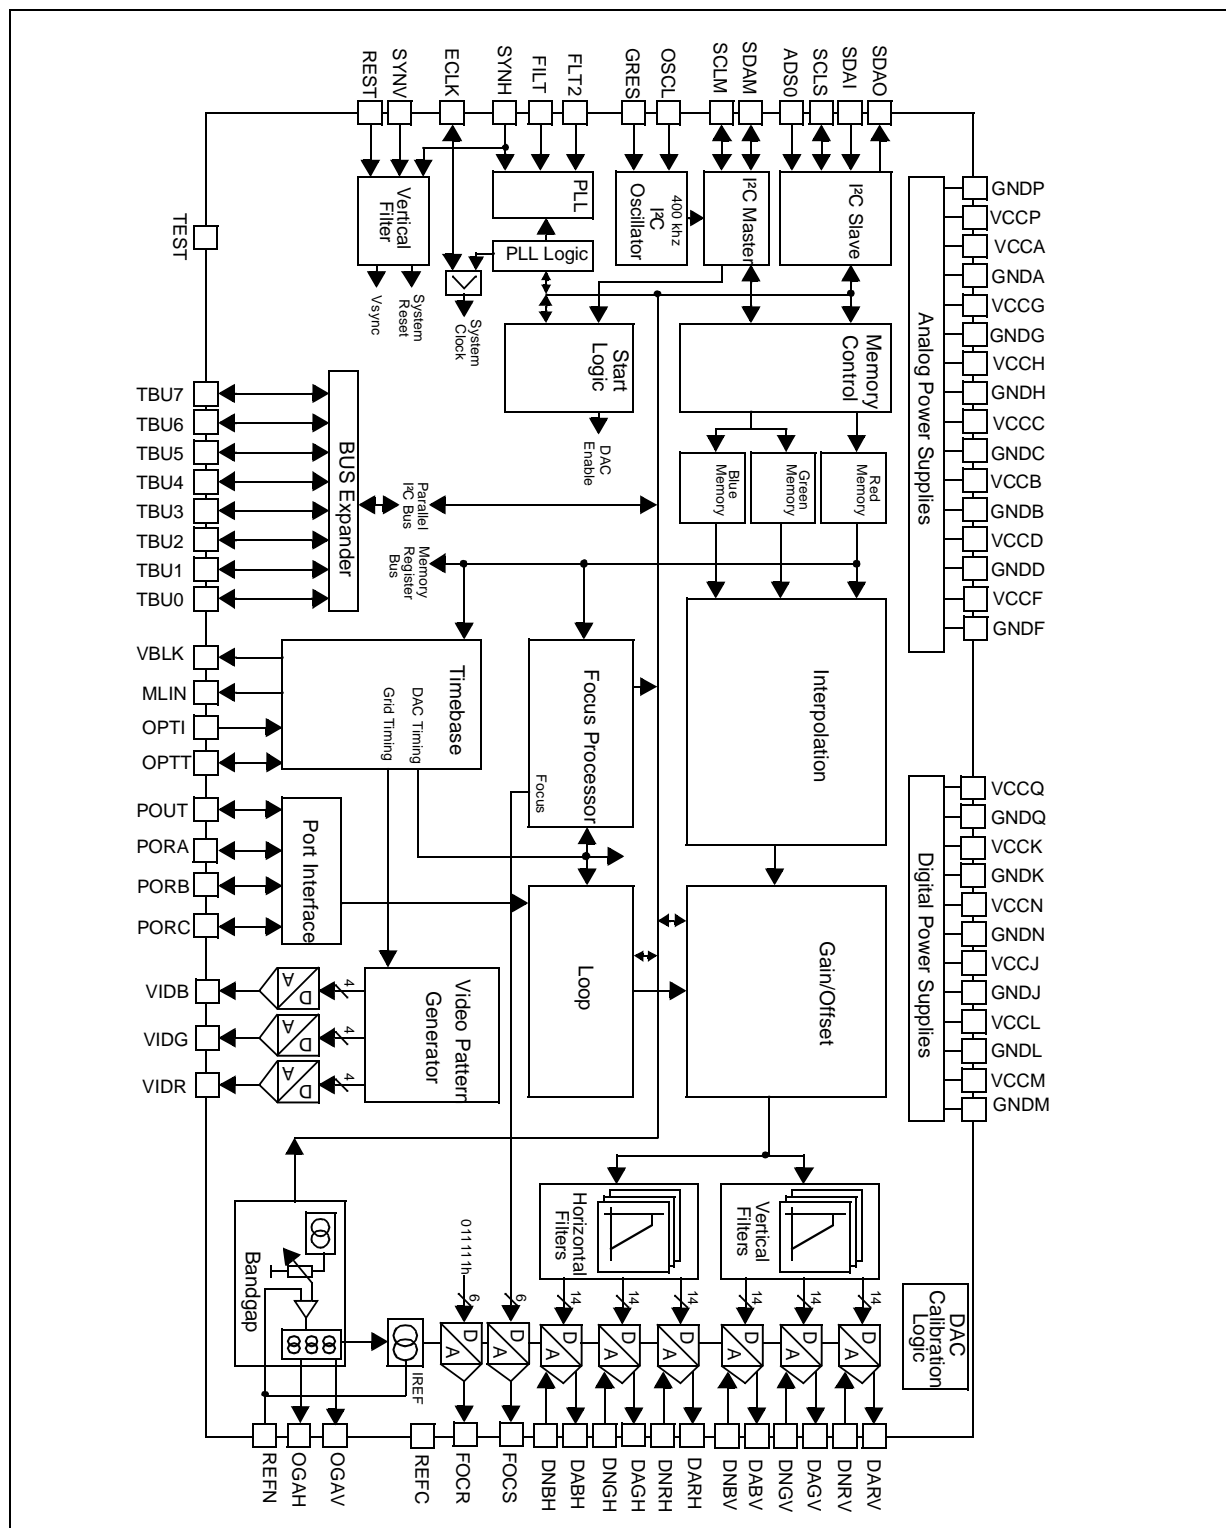 REST
SYNV
ECLK
SYNH
FILT
FLT2
GRES
OSCL
SCLM
SDAM
ADS0
SCLS
SDAI
SDAO
TEST
Vertical
Filter
PLL
PLL Logic
400 khz
I²C
Oscillator
I²C Master
I²C Slave
Vsync
System
Reset
System
Clock
Start
Logic
DAC
Enable
Memory
Control
Blue
Memory
Green
Memory
Red
Memory
Analog Power Supplies
GNDP
VCCP
VCCA
GNDA
VCCG
GNDG
VCCH
GNDH
VCCC
GNDC
VCCB
GNDB
VCCD
GNDD
VCCF
GNDF
TBU7
TBU6
TBU5
TBU4
TBU3
TBU2
TBU1
TBU0
BUS Expander
Parallel
I²C Bus
Memory
Register
Bus
VBLK
MLIN
OPTI
OPTT
Timebase
DAC Timing
Grid Timing
Focus Processor
Focus
Interpolation
POUT
PORA
PORB
PORC
Port Interface
Loop
Gain/Offset
Digital Power Supplies
VCCQ
GNDQ
VCCK
GNDK
VCCN
GNDN
VCCJ
GNDJ
VCCL
GNDL
VCCM
GNDM
VIDB
VIDG
VIDR
D
A
4
D
A
4
D
A
4
Video Pattern
Generator
Bandgap
IREF
011111h
6
6
Horizontal
Filters
14
14
14
Vertical
Filters
14
14
14
D
A
D
A
D
A
D
A
D
A
D
A
D
A
D
A
DAC
Calibration
Logic
REFN
OGAH
OGAV
REFC
FOCR
FOCS
DNBH
DABH
DNGH
DAGH
DNRH
DARH
DNBV
DABV
DNGV
DAGV
DNRV
DARV